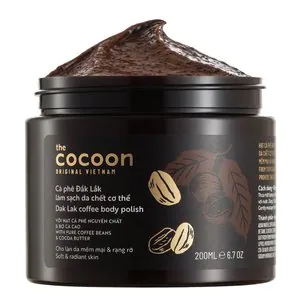 the
cocoon
ORIGINAL VIETNAM
Cà phê Đắk Lắk
làm sạch da chết cơ thể
Dak Lak coffee body polish
VỚI HẠT CÀ PHÊ NGUYÊN CHẤT
& BƠ CA CAO
WITH PURE COFFEE BEANS
& COCOA BUTTER
Cho làn da mềm mại & rạng rỡ
Soft & radiant skin
200ML ℮ 6.7 OZ